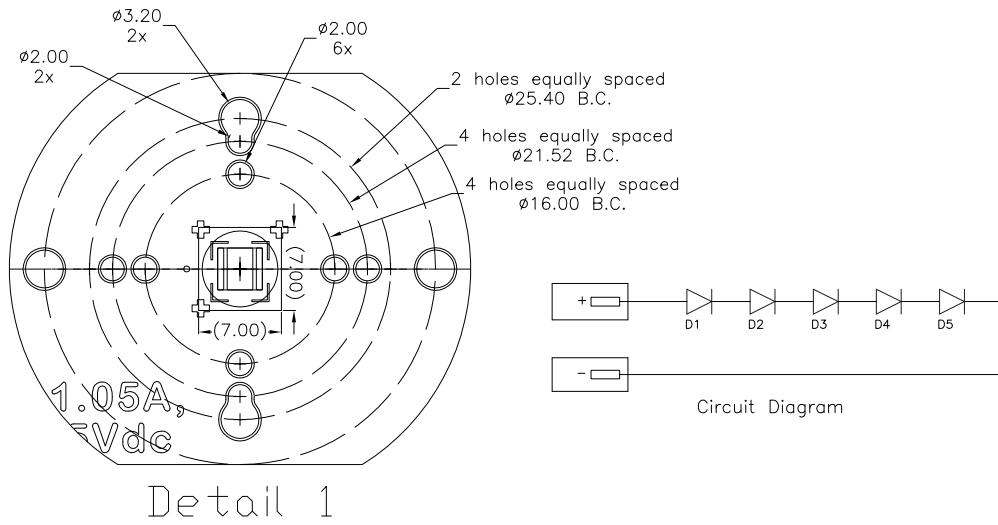 ø3.20
2x
ø2.00
6x
ø2.00
2x
2 holes equally spaced
ø25.40 B.C.
4 holes equally spaced
ø21.52 B.C.
4 holes equally spaced
ø16.00 B.C.
(7.00)
(7.00)
1.05A,
5Vdc
Detail 1
+
D1 D2 D3 D4 D5
-
Circuit Diagram